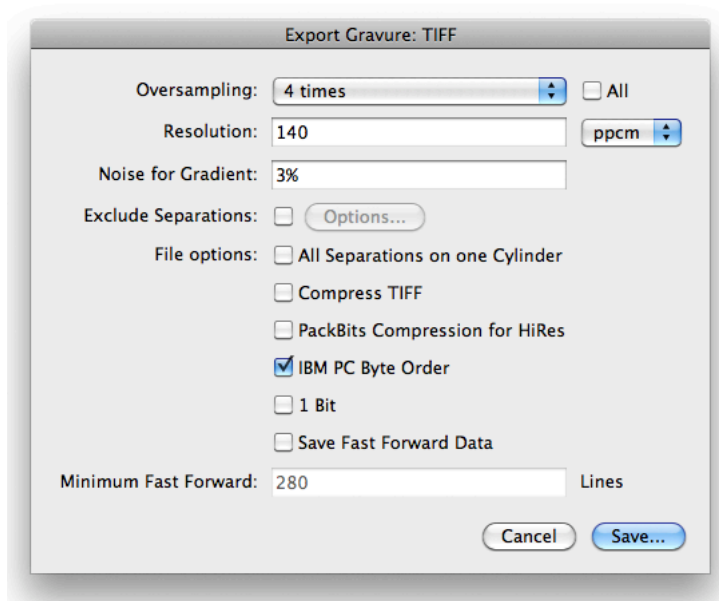 Export Gravure: TIFF
Oversampling: 4 times All
Resolution: 140 ppcm
Noise for Gradient: 3%
Exclude Separations: Options...
File options: All Separations on one Cylinder
Compress TIFF
PackBits Compression for HiRes
IBM PC Byte Order
1 Bit
Save Fast Forward Data
Minimum Fast Forward: 280 Lines
Cancel Save...